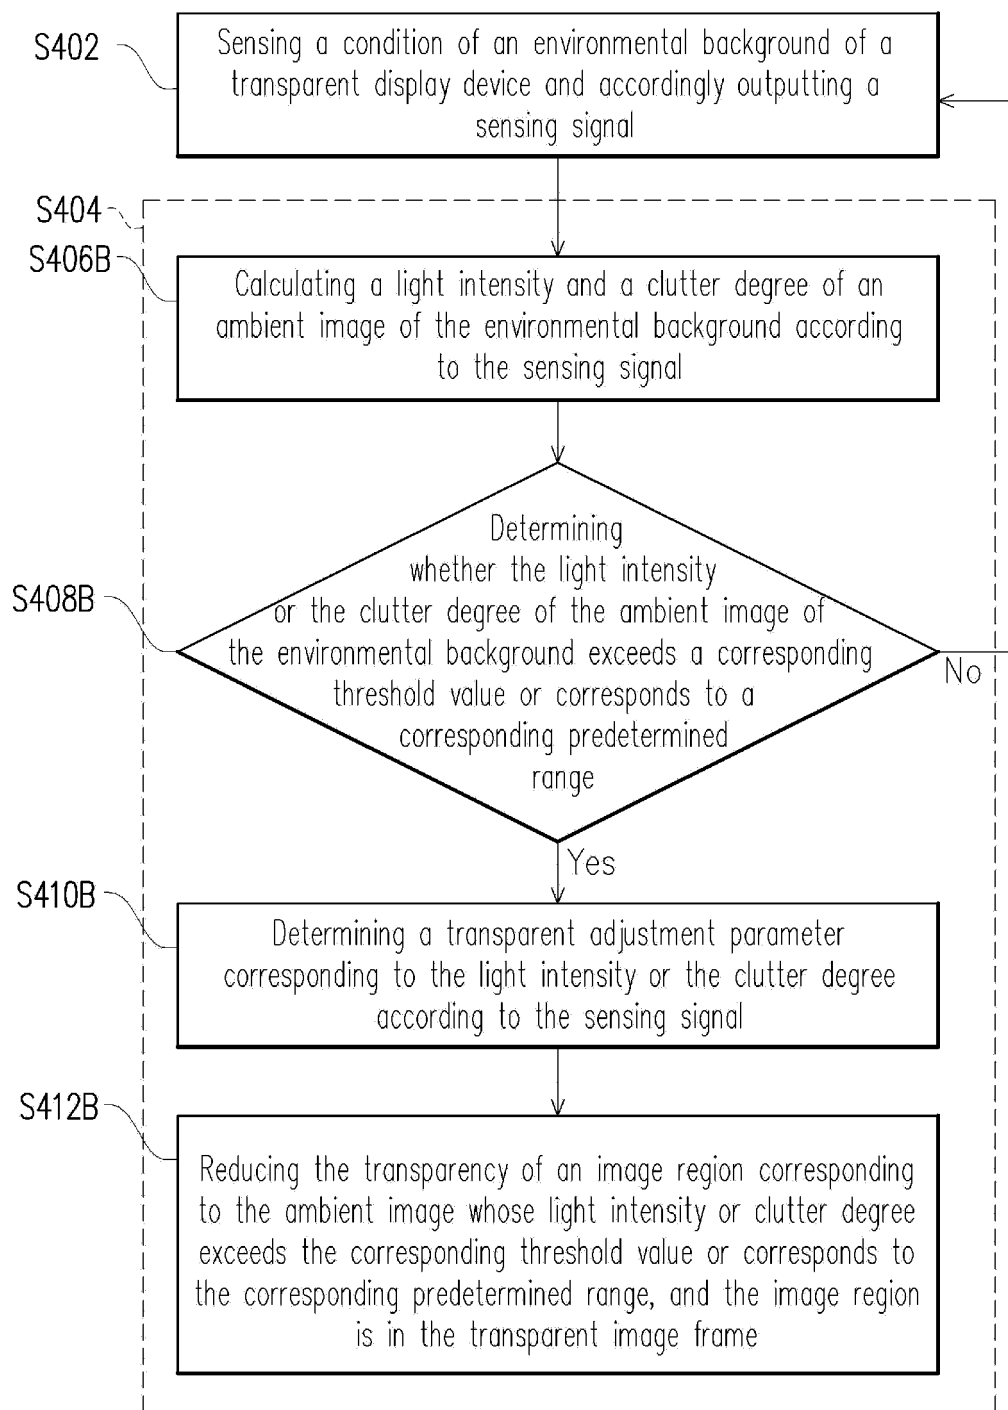 S402
Sensing a condition of an environmental background of a
transparent display device and accordingly outputting a
sensing signal
S404
S406B
Calculating a light intensity and a clutter degree of an
ambient image of the environmental background according
to the sensing signal
S408B
Determining
whether the light intensity
or the clutter degree of the ambient image of
the environmental background exceeds a corresponding
threshold value or corresponds to a
corresponding predetermined
range
No
Yes
S410B
Determining a transparent adjustment parameter
corresponding to the light intensity or the clutter degree
according to the sensing signal
S412B
Reducing the transparency of an image region corresponding
to the ambient image whose light intensity or clutter degree
exceeds the corresponding threshold value or corresponds to
the corresponding predetermined range, and the image region
is in the transparent image frame